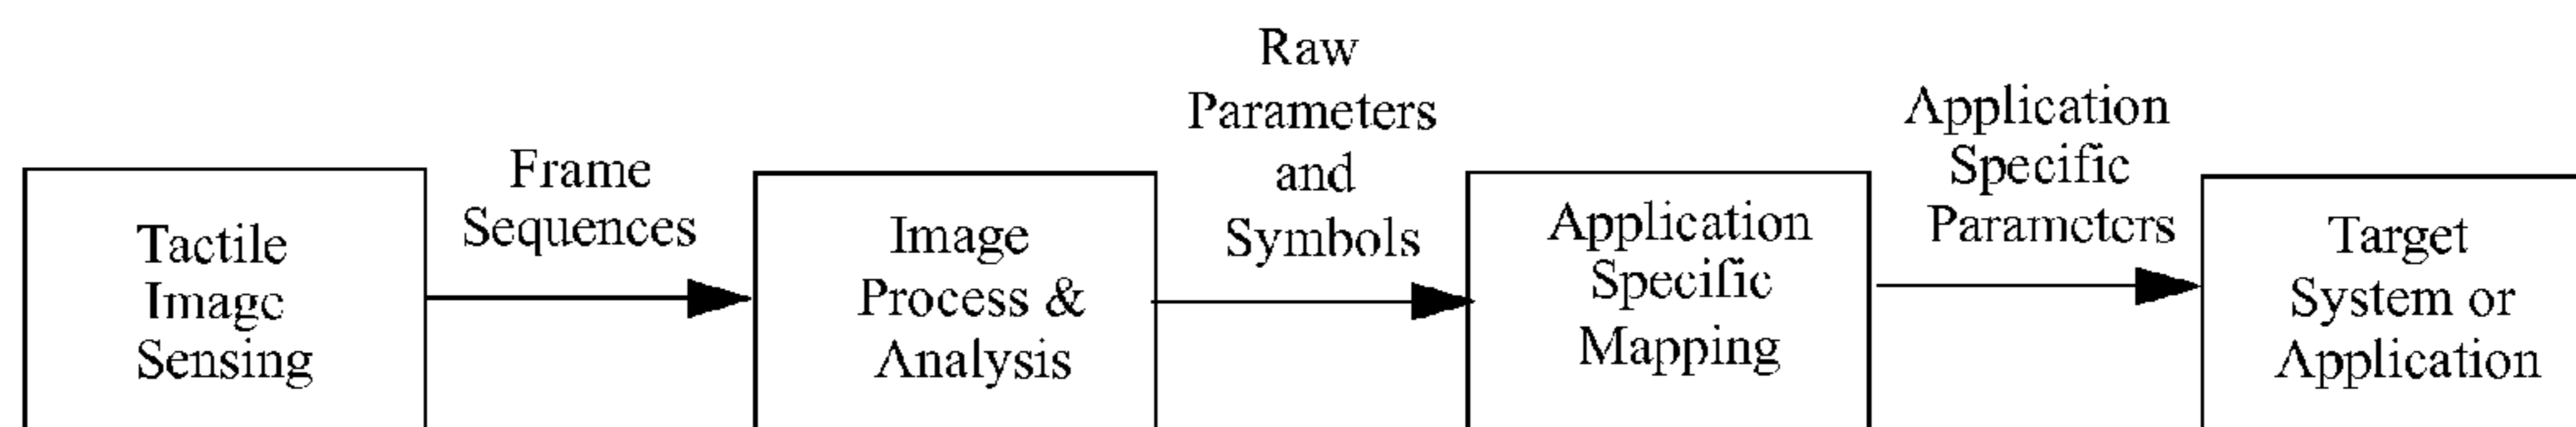 Tactile
Image
Sensing
Frame
Sequences
Image
Process &
Analysis
Raw
Parameters
and
Symbols
Application
Specific
Mapping
Application
Specific
Parameters
Target
System or
Application